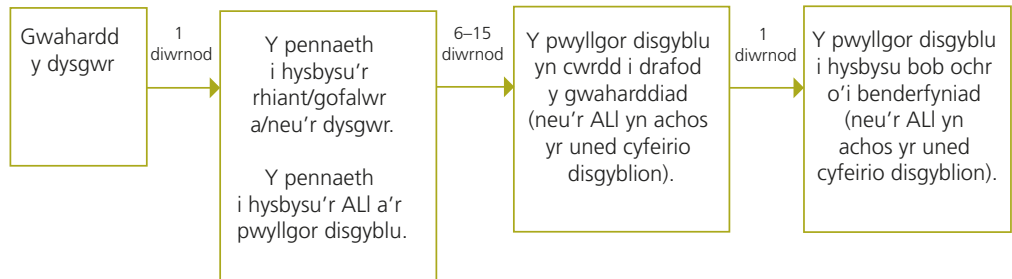 Gwahardd
y dysgwr
1
diwrnod
Y pennaeth
i hysbysu'r
rhiant/gofalwr
a/neu'r dysgwr.
Y pennaeth
i hysbysu'r ALl a'r
pwyllgor disgyblu.
6–15
diwrnod
Y pwyllgor disgyblu
yn cwrdd i drafod
y gwaharddiad
(neu'r ALl yn achos
yr uned cyfeirio
disgyblion).
1
diwrnod
Y pwyllgor disgyblu
i hysbysu bob ochr
o'i benderfyniad
(neu'r ALl yn
achos yr uned
cyfeirio disgyblion).